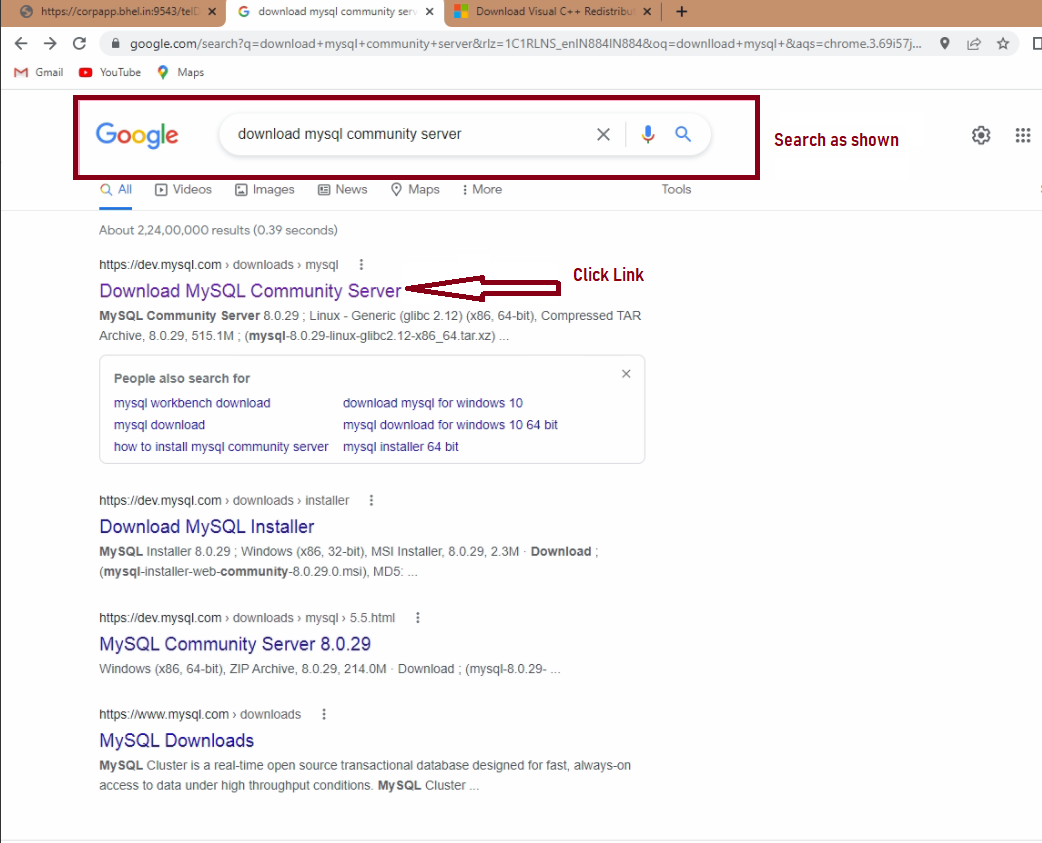 https://corpapp.bhel.in:9543/telD
download mysql community serv
Download Visual C++ Redistribut
google.com/search?q=download+mysql+community+server&rlz=1C1RLNS_enIN884IN884&oq=downlload+mysql+&aqs=chrome.3.69i57j...
Gmail YouTube Maps
Google
download mysql community server
Search as shown
All Videos Images News Maps More Tools
About 2,24,00,000 results (0.39 seconds)
https://dev.mysql.com › downloads › mysql
Download MySQL Community Server
Click Link
MySQL Community Server 8.0.29 ; Linux - Generic (glibc 2.12) (x86, 64-bit), Compressed TAR
Archive, 8.0.29, 515.1M ; (mysql-8.0.29-linux-glibc2.12-x86_64.tar.xz) ...
People also search for
mysql workbench download download mysql for windows 10
mysql download mysql download for windows 10 64 bit
how to install mysql community server mysql installer 64 bit
https://dev.mysql.com › downloads › installer
Download MySQL Installer
MySQL Installer 8.0.29 ; Windows (x86, 32-bit), MSI Installer, 8.0.29, 2.3M · Download ;
(mysql-installer-web-community-8.0.29.0.msi), MD5: ...
https://dev.mysql.com › downloads › mysql › 5.5.html
MySQL Community Server 8.0.29
Windows (x86, 64-bit), ZIP Archive, 8.0.29, 214.0M · Download ; (mysql-8.0.29- ...
https://www.mysql.com › downloads
MySQL Downloads
MySQL Cluster is a real-time open source transactional database designed for fast, always-on
access to data under high throughput conditions. MySQL Cluster ...